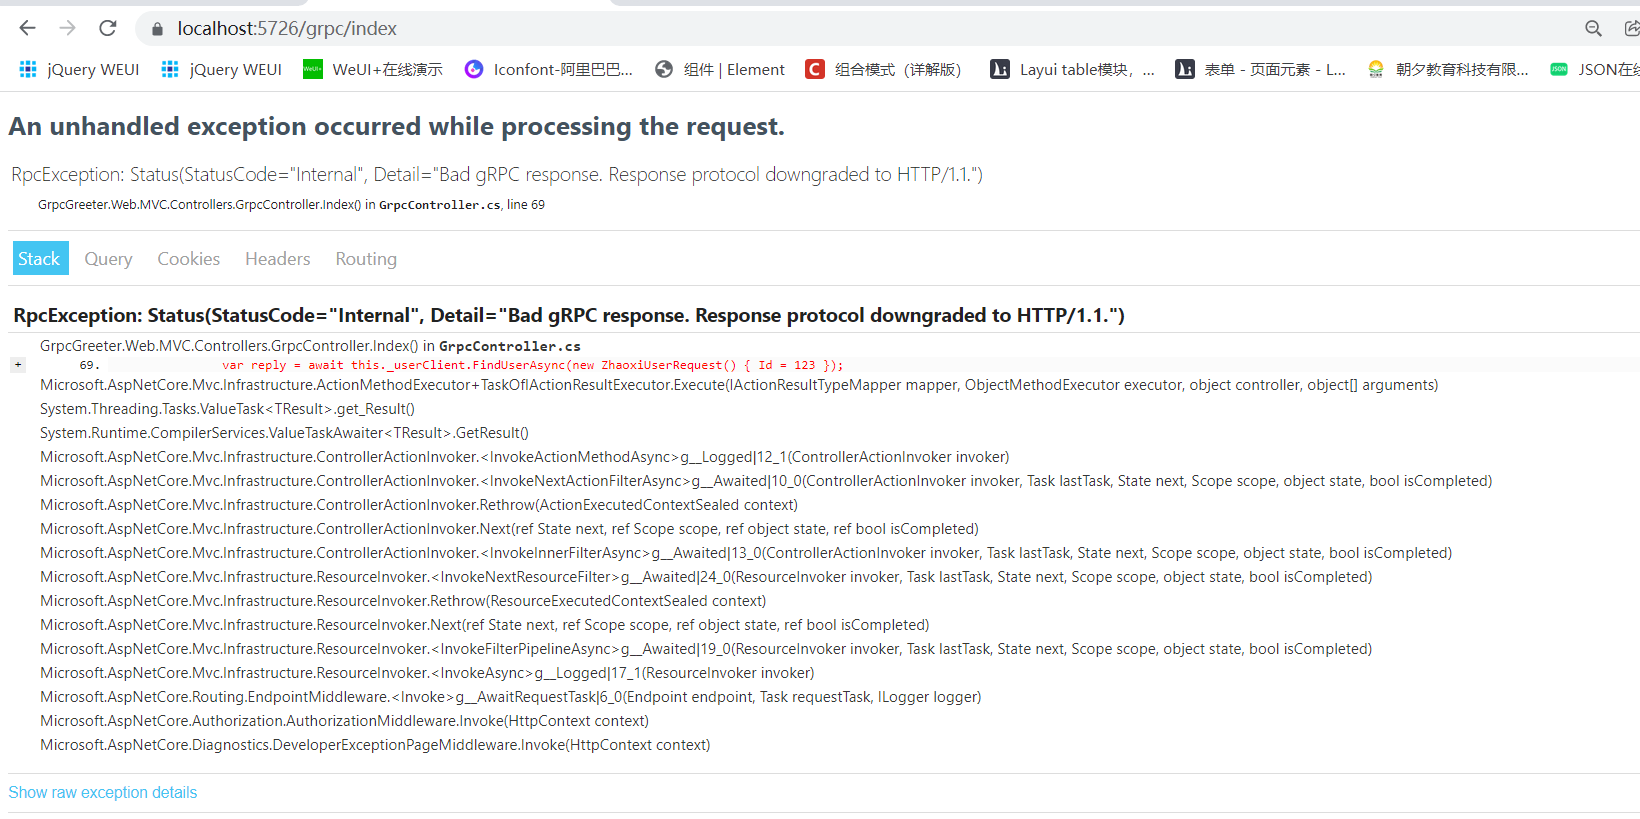 localhost:5726/grpc/index
jQuery WEUI
jQuery WEUI
WeUI+
WeUI+在线演示
Iconfont-阿里巴巴...
组件 | Element
C
组合模式（详解版）
Layui table模块，...
表单 - 页面元素 - L...
朝夕教育科技有限...
JSON
JSON在线
An unhandled exception occurred while processing the request.
RpcException: Status(StatusCode="Internal", Detail="Bad gRPC response. Response protocol downgraded to HTTP/1.1.")
GrpcGreeter.Web.MVC.Controllers.GrpcController.Index() in GrpcController.cs, line 69
Stack
Query
Cookies
Headers
Routing
RpcException: Status(StatusCode="Internal", Detail="Bad gRPC response. Response protocol downgraded to HTTP/1.1.")
GrpcGreeter.Web.MVC.Controllers.GrpcController.Index() in GrpcController.cs
+ 69. var reply = await this._userClient.FindUserAsync(new ZhaoxiUserRequest() { Id = 123 });
Microsoft.AspNetCore.Mvc.Infrastructure.ActionMethodExecutor+TaskOfIActionResultExecutor.Execute(IActionResultTypeMapper mapper, ObjectMethodExecutor executor, object controller, object[] arguments)
System.Threading.Tasks.ValueTask<TResult>.get_Result()
System.Runtime.CompilerServices.ValueTaskAwaiter<TResult>.GetResult()
Microsoft.AspNetCore.Mvc.Infrastructure.ControllerActionInvoker.<InvokeActionMethodAsync>g__Logged|12_1(ControllerActionInvoker invoker)
Microsoft.AspNetCore.Mvc.Infrastructure.ControllerActionInvoker.<InvokeNextActionFilterAsync>g__Awaited|10_0(ControllerActionInvoker invoker, Task lastTask, State next, Scope scope, object state, bool isCompleted)
Microsoft.AspNetCore.Mvc.Infrastructure.ControllerActionInvoker.Rethrow(ActionExecutedContextSealed context)
Microsoft.AspNetCore.Mvc.Infrastructure.ControllerActionInvoker.Next(ref State next, ref Scope scope, ref object state, ref bool isCompleted)
Microsoft.AspNetCore.Mvc.Infrastructure.ControllerActionInvoker.<InvokeInnerFilterAsync>g__Awaited|13_0(ControllerActionInvoker invoker, Task lastTask, State next, Scope scope, object state, bool isCompleted)
Microsoft.AspNetCore.Mvc.Infrastructure.ResourceInvoker.<InvokeNextResourceFilter>g__Awaited|24_0(ResourceInvoker invoker, Task lastTask, State next, Scope scope, object state, bool isCompleted)
Microsoft.AspNetCore.Mvc.Infrastructure.ResourceInvoker.Rethrow(ResourceExecutedContextSealed context)
Microsoft.AspNetCore.Mvc.Infrastructure.ResourceInvoker.Next(ref State next, ref Scope scope, ref object state, ref bool isCompleted)
Microsoft.AspNetCore.Mvc.Infrastructure.ResourceInvoker.<InvokeFilterPipelineAsync>g__Awaited|19_0(ResourceInvoker invoker, Task lastTask, State next, Scope scope, object state, bool isCompleted)
Microsoft.AspNetCore.Mvc.Infrastructure.ResourceInvoker.<InvokeAsync>g__Logged|17_1(ResourceInvoker invoker)
Microsoft.AspNetCore.Routing.EndpointMiddleware.<Invoke>g__AwaitRequestTask|6_0(Endpoint endpoint, Task requestTask, ILogger logger)
Microsoft.AspNetCore.Authorization.AuthorizationMiddleware.Invoke(HttpContext context)
Microsoft.AspNetCore.Diagnostics.DeveloperExceptionPageMiddleware.Invoke(HttpContext context)
Show raw exception details